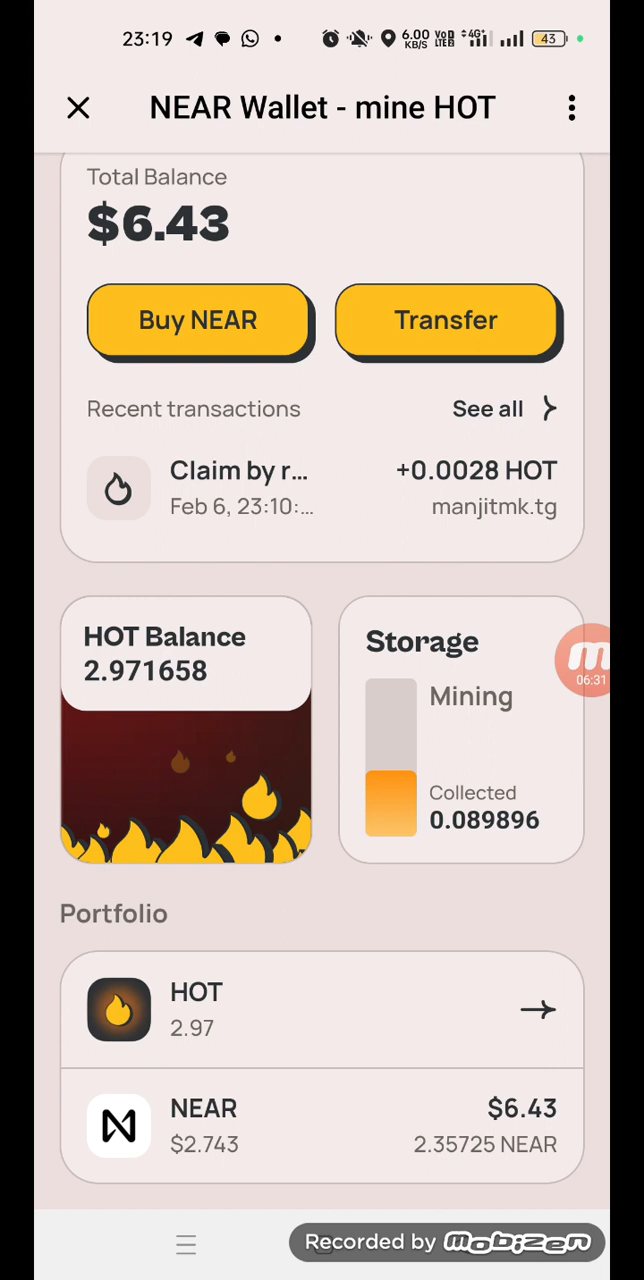 23:19
6.00 KB/S
VoD LTEB
4G
43
NEAR Wallet - mine HOT
Total Balance
$6.43
Buy NEAR
Transfer
Recent transactions
See all
Claim by r...
+0.0028 HOT
Feb 6, 23:10:...
manjitmk.tg
HOT Balance
2.971658
Storage
Mining
Collected
0.089896
m
06:31
Portfolio
HOT
2.97
NEAR
$6.43
$2.743
2.35725 NEAR
Recorded by mobizen